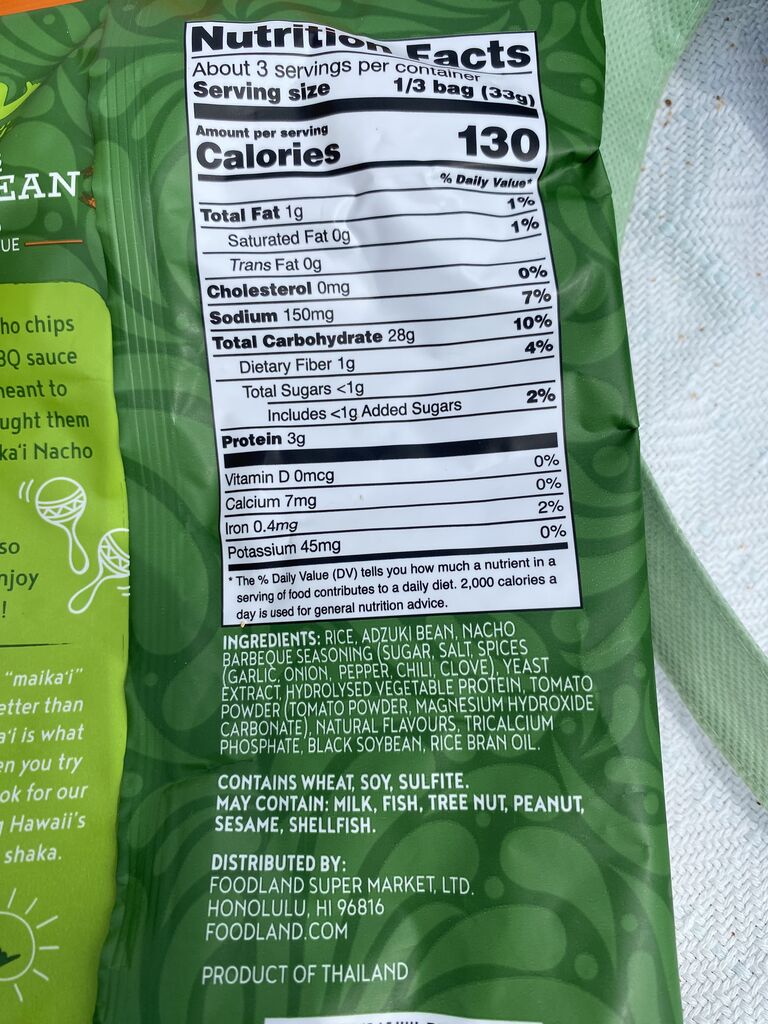 EAN
UE
ho chips
BQ sauce
neant to
ught them
ka'i Nacho
so
njoy
!
"maika'i"
etter than
a'i is what
en you try
ok for our
g Hawaii's
shaka.
Nutrition Facts
About 3 servings per container
Serving size 1/3 bag (33g)
Amount per serving
Calories 130
% Daily Value*
Total Fat 1g 1%
Saturated Fat 0g 1%
Trans Fat 0g
Cholesterol 0mg 0%
Sodium 150mg 7%
Total Carbohydrate 28g 10%
Dietary Fiber 1g 4%
Total Sugars <1g
Includes <1g Added Sugars 2%
Protein 3g
Vitamin D 0mcg 0%
Calcium 7mg 0%
Iron 0.4mg 2%
Potassium 45mg 0%
* The % Daily Value (DV) tells you how much a nutrient in a
serving of food contributes to a daily diet. 2,000 calories a
day is used for general nutrition advice.
INGREDIENTS: RICE, ADZUKI BEAN, NACHO
BARBEQUE SEASONING (SUGAR, SALT, SPICES
(GARLIC, ONION, PEPPER, CHILI, CLOVE), YEAST
EXTRACT, HYDROLYSED VEGETABLE PROTEIN, TOMATO
POWDER (TOMATO POWDER, MAGNESIUM HYDROXIDE
CARBONATE), NATURAL FLAVOURS, TRICALCIUM
PHOSPHATE, BLACK SOYBEAN, RICE BRAN OIL.
CONTAINS WHEAT, SOY, SULFITE.
MAY CONTAIN: MILK, FISH, TREE NUT, PEANUT,
SESAME, SHELLFISH.
DISTRIBUTED BY:
FOODLAND SUPER MARKET, LTD.
HONOLULU, HI 96816
FOODLAND.COM
PRODUCT OF THAILAND